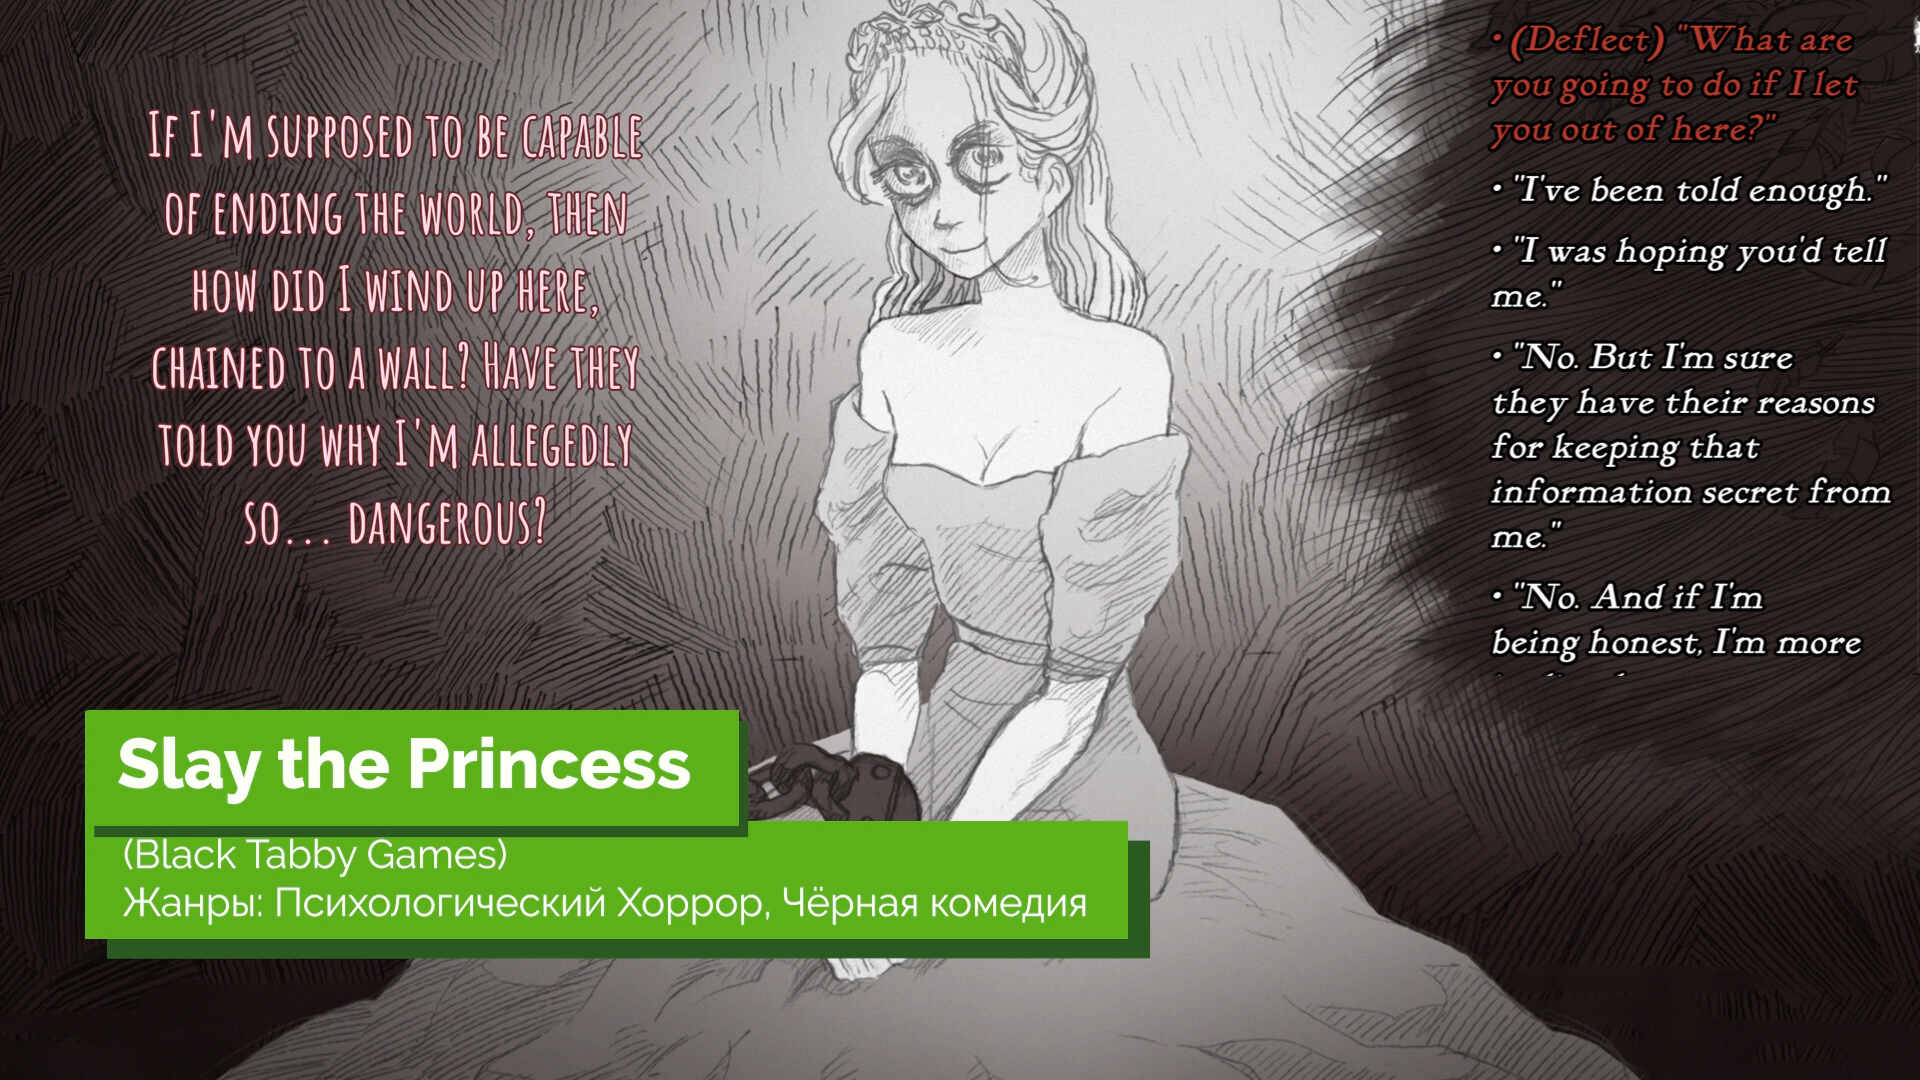 If I'm supposed to be capable
of ending the world, then
how did I wind up here,
chained to a wall? Have they
told you why I'm allegedly
so... dangerous?
• (Deflect) "What are
you going to do if I let
you out of here?"
• "I've been told enough."
• "I was hoping you'd tell
me."
• "No. But I'm sure
they have their reasons
for keeping that
information secret from
me."
• "No. And if I'm
being honest, I'm more
Slay the Princess
(Black Tabby Games)
Жанры: Психологический Хоррор, Чёрная комедия